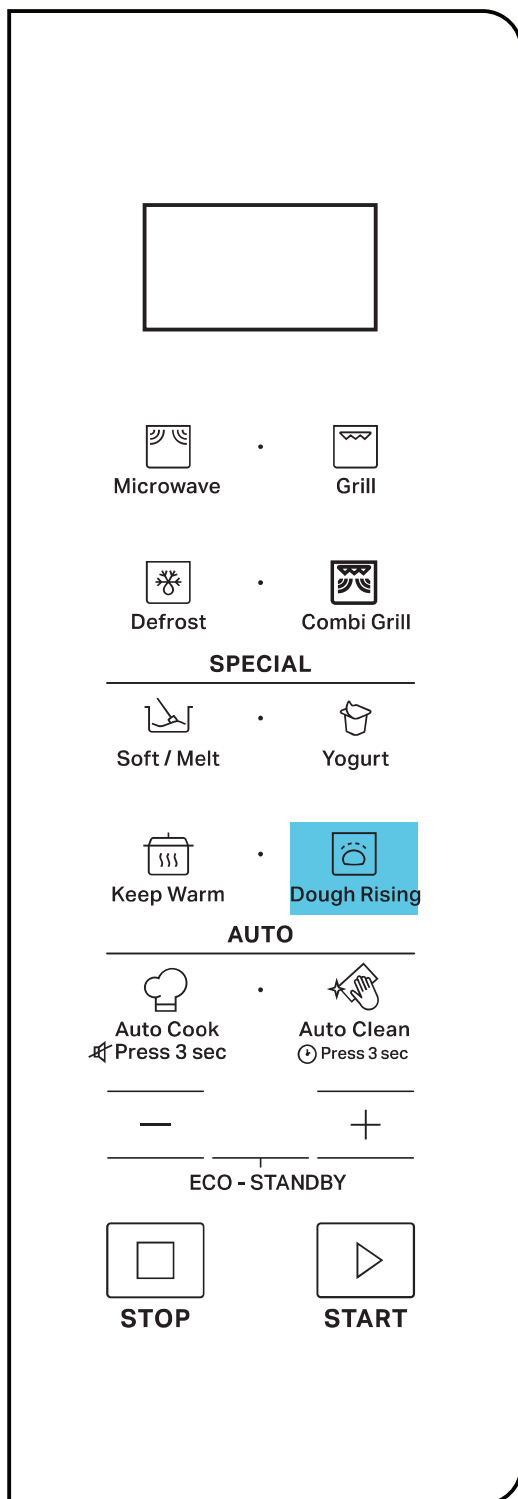 Microwave
Grill
Defrost
Combi Grill
SPECIAL
Soft / Melt
Yogurt
Keep Warm
Dough Rising
AUTO
Auto Cook
Press 3 sec
Auto Clean
Press 3 sec
ECO - STANDBY
STOP
START